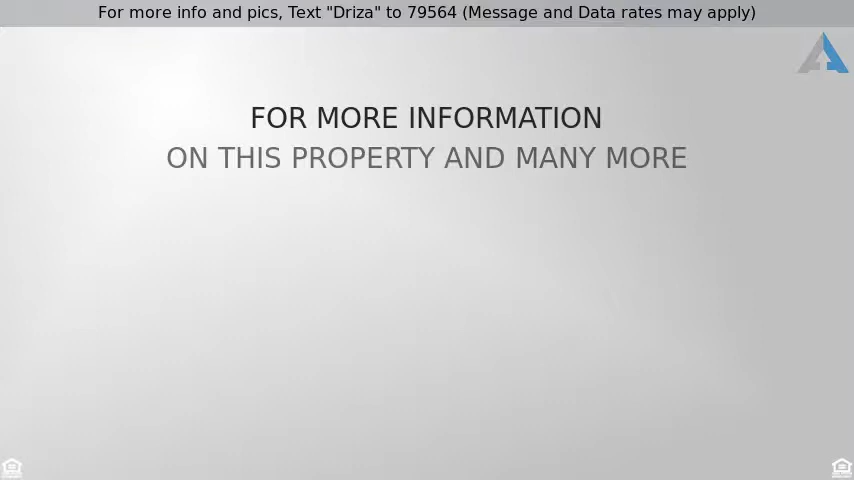 For more info and pics, Text "Driza" to 79564 (Message and Data rates may apply)
FOR MORE INFORMATION
ON THIS PROPERTY AND MANY MORE